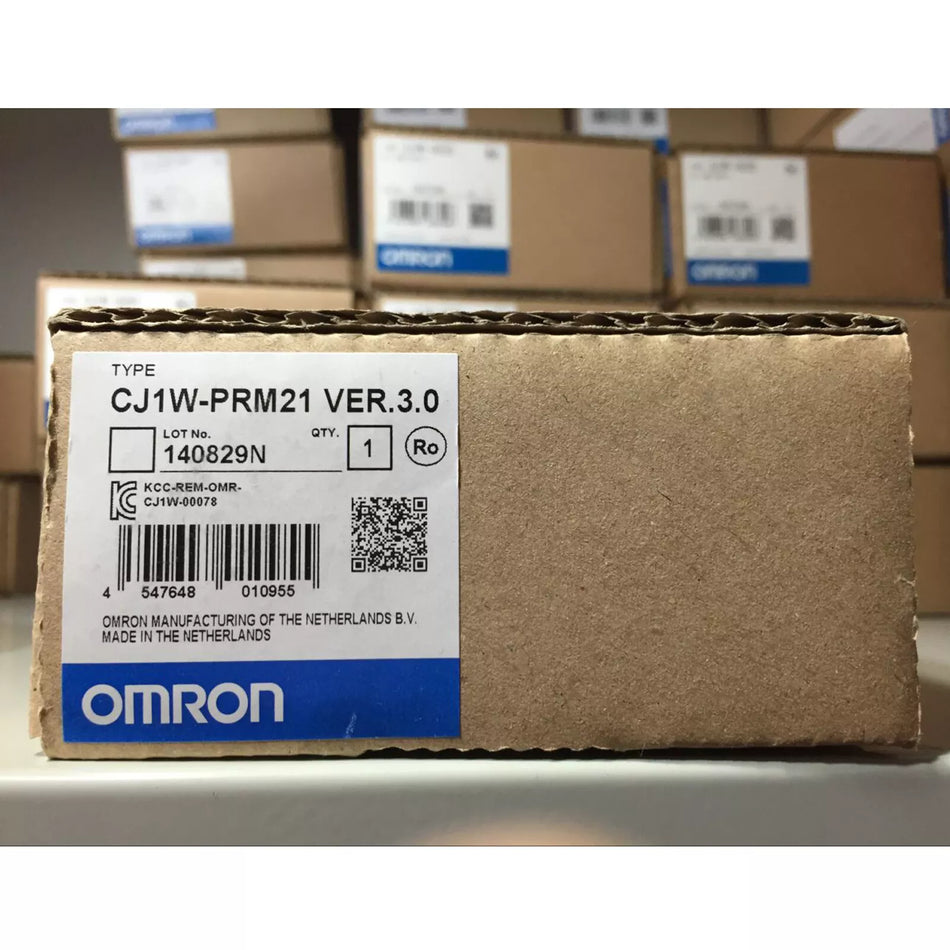 OMRON
OMRON
OMRON
OMRON
TYPE
CJ1W-PRM21 VER.3.0
LOT No. QTY.
140829N 1 Ro
KCC-REM-OMR-
CJ1W-00078
4 547648 010955
OMRON MANUFACTURING OF THE NETHERLANDS B.V.
MADE IN THE NETHERLANDS
OMRON